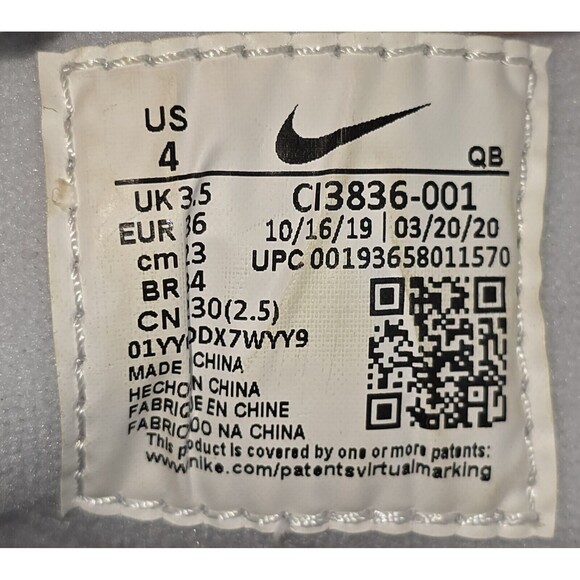 US
4
QB
UK 3.5
CI3836-001
EUR 36
10/16/19 | 03/20/20
cm 23
UPC 00193658011570
BR 34
CN 230(2.5)
MADE CHINA
HECHO EN CHINA
FABRIQUE EN CHINE
FABRICADO NA CHINA
This product is covered by one or more patents:
www.nike.com/patentsvirtualmarking